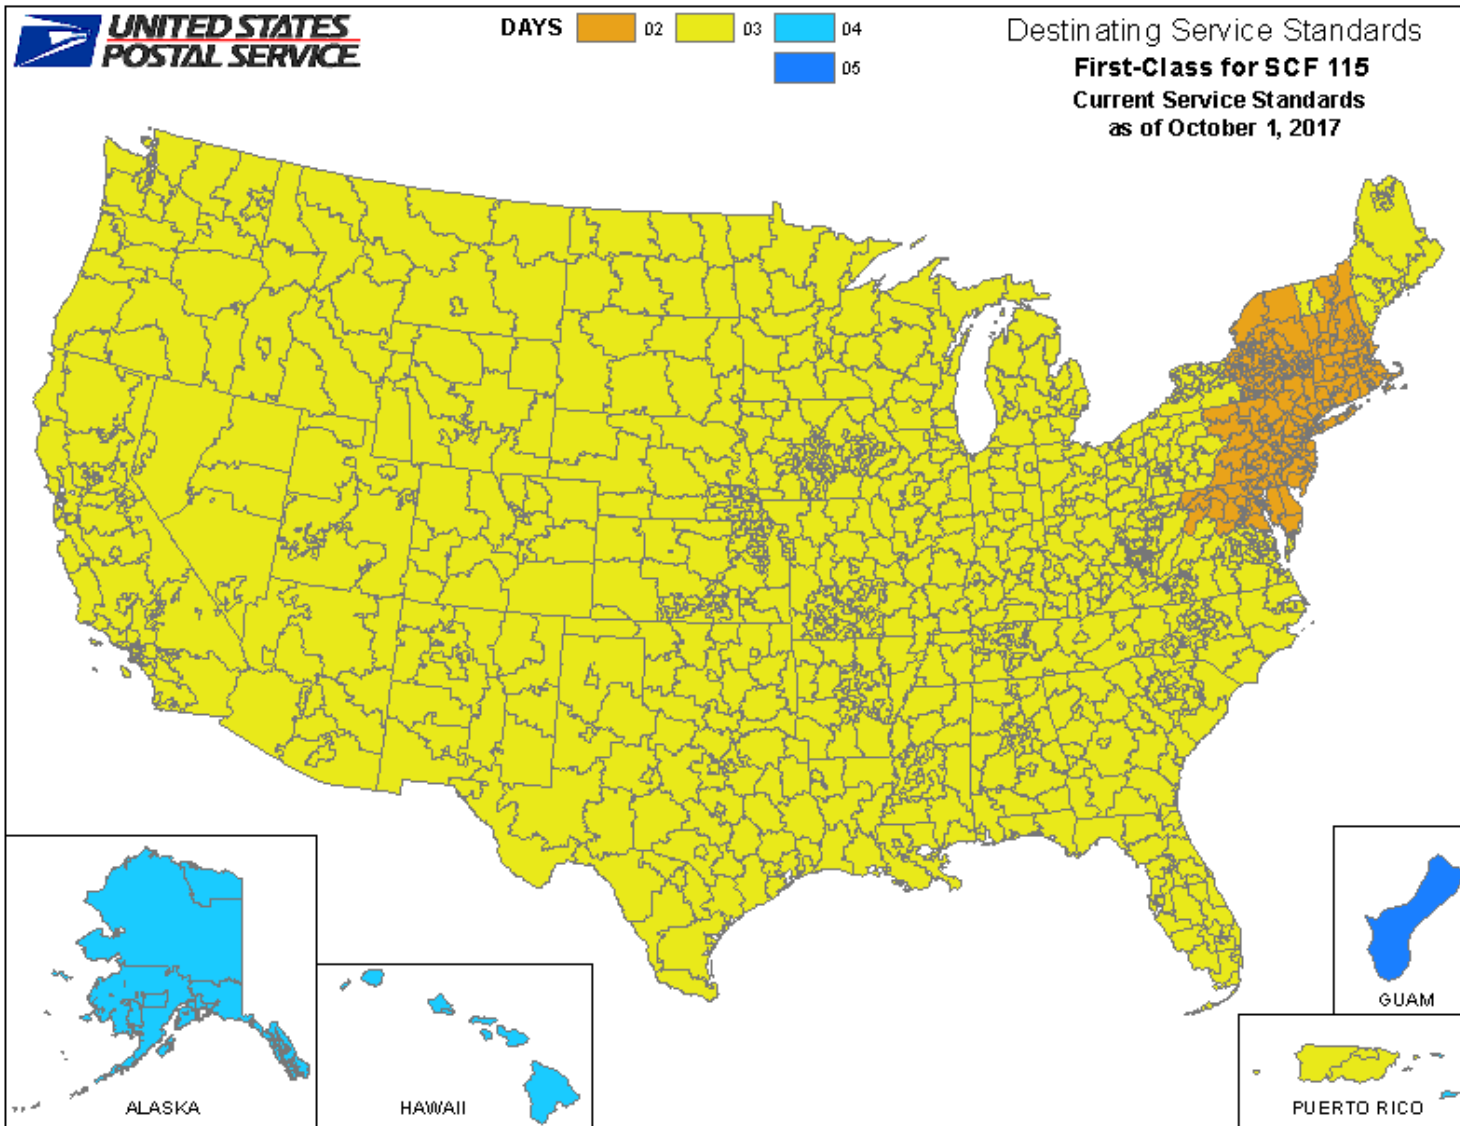 UNITED STATES
POSTAL SERVICE
DAYS 02 03 04
05
Destinating Service Standards
First-Class for SCF 115
Current Service Standards
as of October 1, 2017
ALASKA
HAWAII
GUAM
PUERTO RICO